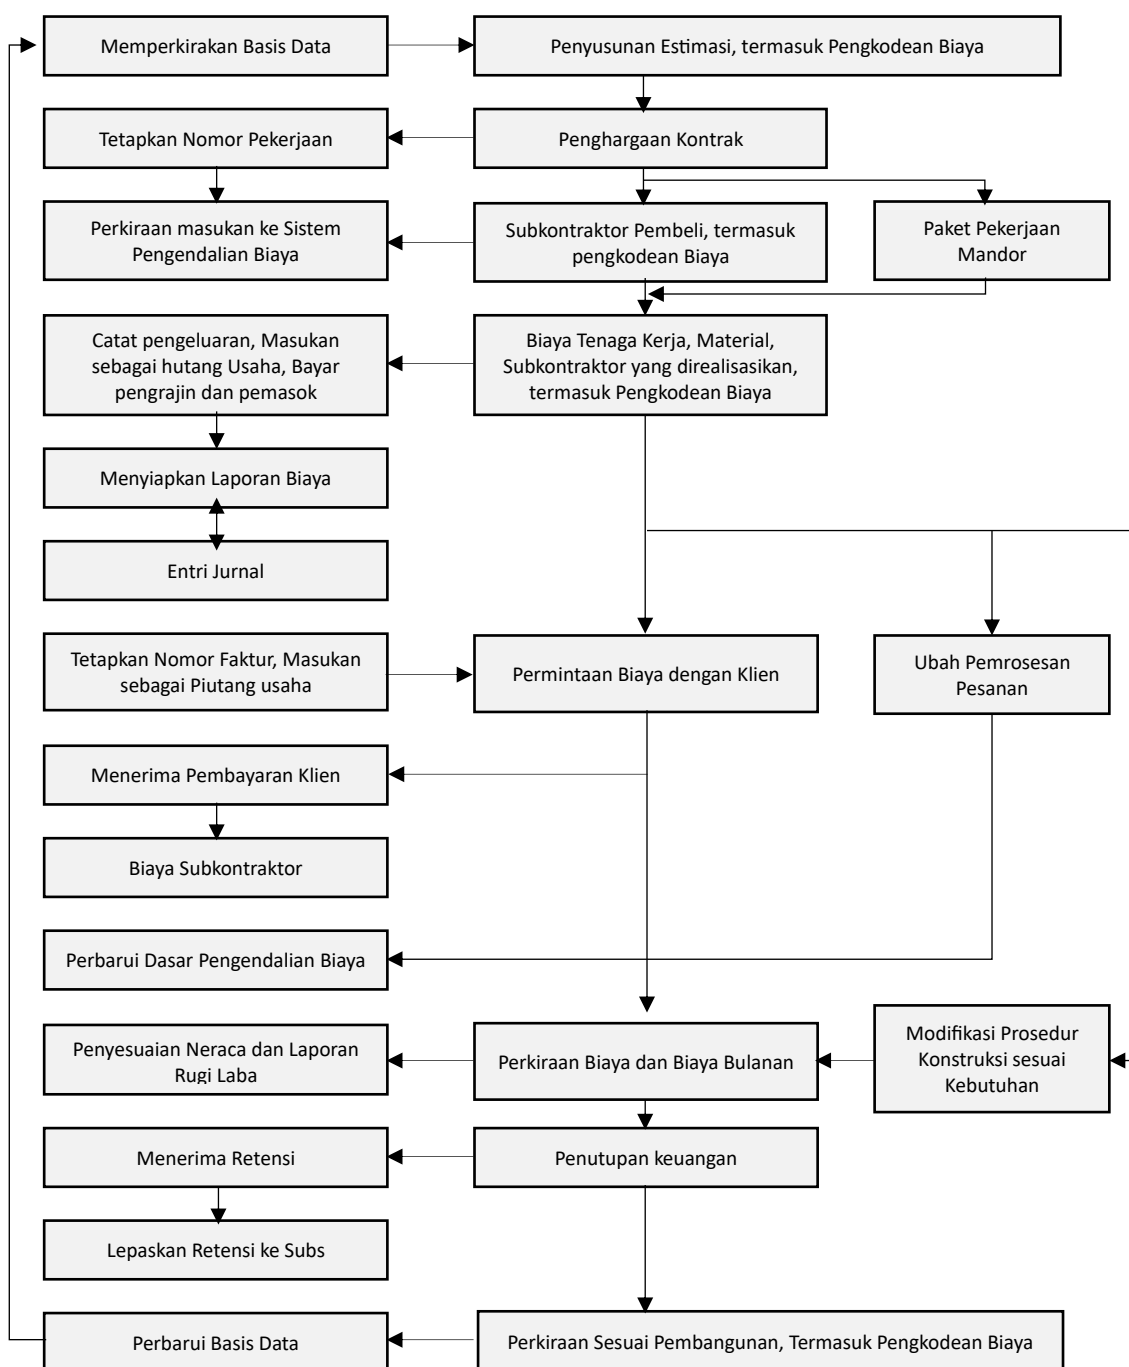 Memperkirakan Basis Data
Penyusunan Estimasi, termasuk Pengkodean Biaya
Tetapkan Nomor Pekerjaan
Penghargaan Kontrak
Perkiraan masukan ke Sistem
Pengendalian Biaya
Subkontraktor Pembeli, termasuk
pengkodean Biaya
Paket Pekerjaan
Mandor
Catat pengeluaran, Masukan
sebagai hutang Usaha, Bayar
pengrajin dan pemasok
Biaya Tenaga Kerja, Material,
Subkontraktor yang direalisasikan,
termasuk Pengkodean Biaya
Menyiapkan Laporan Biaya
Entri Jurnal
Tetapkan Nomor Faktur, Masukan
sebagai Piutang usaha
Permintaan Biaya dengan Klien
Ubah Pemrosesan
Pesanan
Menerima Pembayaran Klien
Biaya Subkontraktor
Perbarui Dasar Pengendalian Biaya
Penyesuaian Neraca dan Laporan
Rugi Laba
Perkiraan Biaya dan Biaya Bulanan
Modifikasi Prosedur
Konstruksi sesuai
Kebutuhan
Menerima Retensi
Penutupan keuangan
Lepaskan Retensi ke Subs
Perbarui Basis Data
Perkiraan Sesuai Pembangunan, Termasuk Pengkodean Biaya